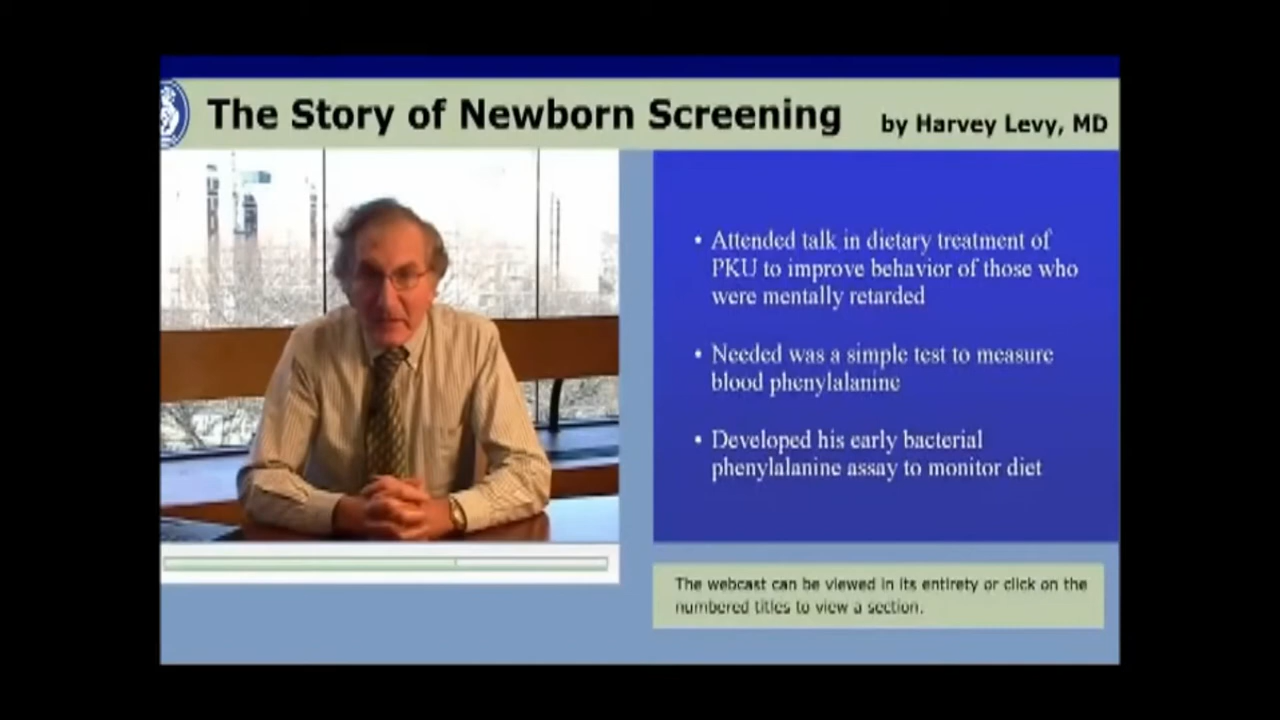 The Story of Newborn Screening by Harvey Levy, MD
• Attended talk in dietary treatment of
PKU to improve behavior of those who
were mentally retarded
• Needed was a simple test to measure
blood phenylalanine
• Developed his early bacterial
phenylalanine assay to monitor diet
The webcast can be viewed in its entirety or click on the
numbered titles to view a section.